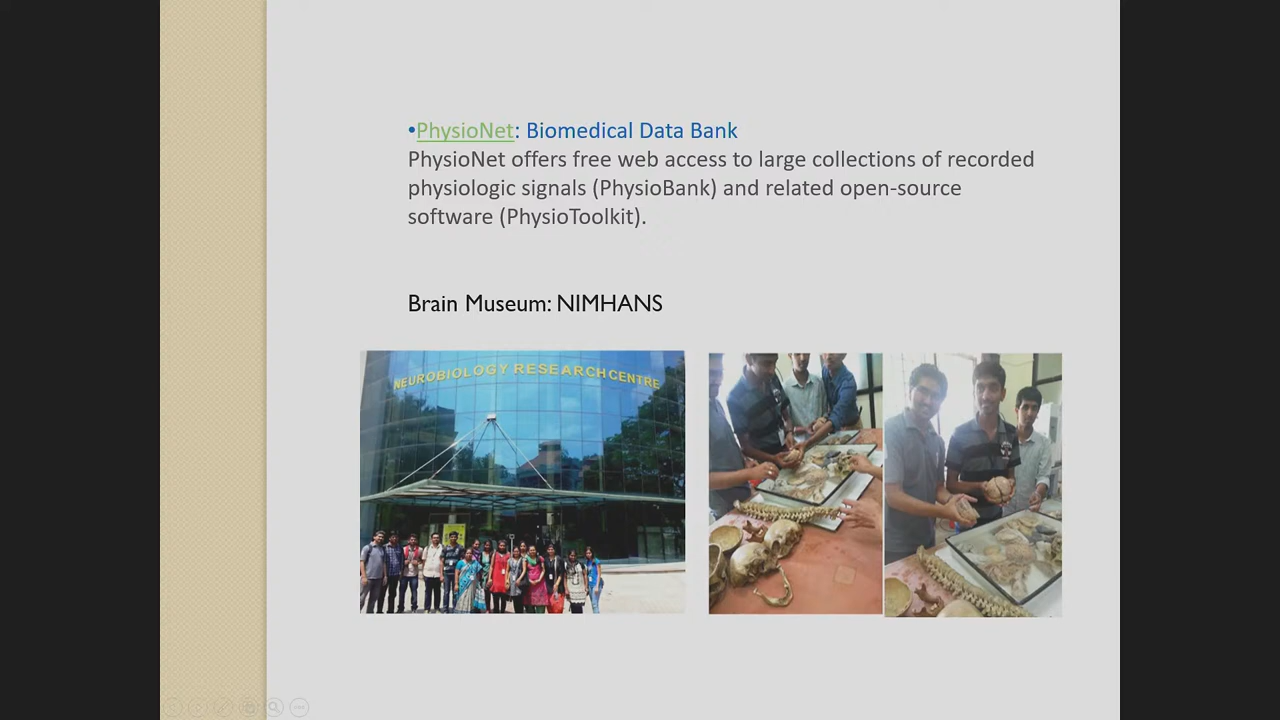 •PhysioNet: Biomedical Data Bank
PhysioNet offers free web access to large collections of recorded
physiologic signals (PhysioBank) and related open-source
software (PhysioToolkit).
Brain Museum: NIMHANS
NEUROBIOLOGY RESEARCH CENTRE